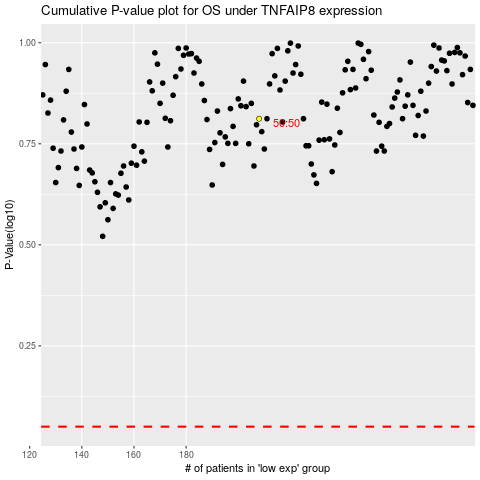 Cumulative P-value plot for OS under TNFAIP8 expression
1.00
0.75
0.50
0.25
P-Value(log10)
50:50
120 140 160 180
# of patients in 'low exp' group